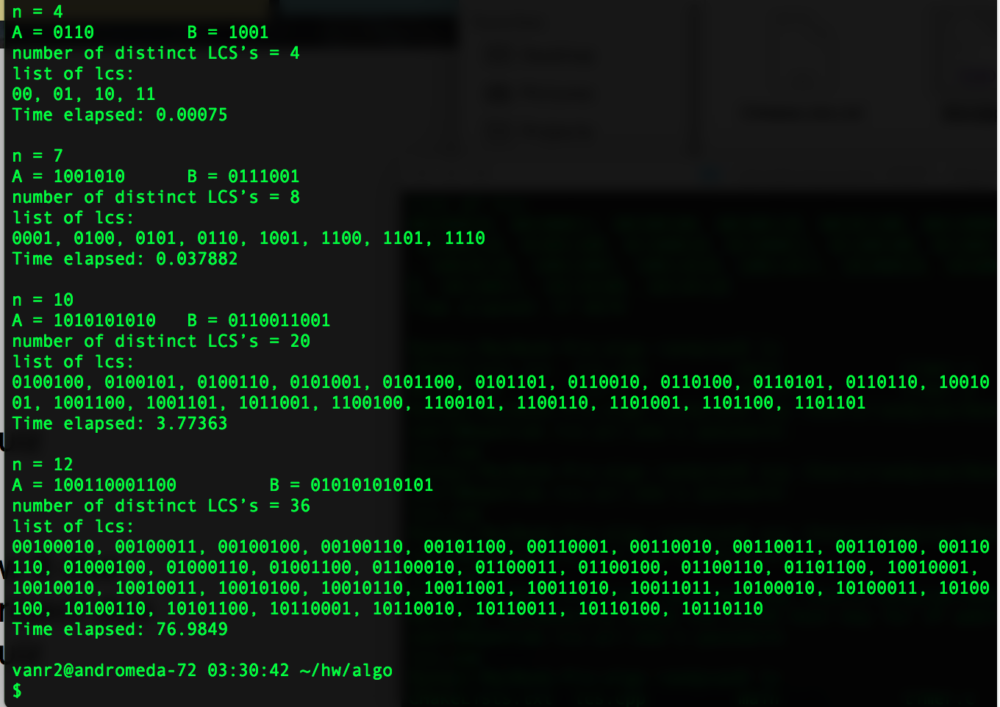 n = 4
A = 0110         B = 1001
number of distinct LCS’s = 4
list of lcs:
00, 01, 10, 11
Time elapsed: 0.00075
n = 7
A = 1001010      B = 0111001
number of distinct LCS’s = 8
list of lcs:
0001, 0100, 0101, 0110, 1001, 1100, 1101, 1110
Time elapsed: 0.037882
n = 10
A = 1010101010   B = 0110011001
number of distinct LCS’s = 20
list of lcs:
0100100, 0100101, 0100110, 0101001, 0101100, 0101101, 0110010, 0110100, 0110101, 0110110, 10010
01, 1001100, 1001101, 1011001, 1100100, 1100101, 1100110, 1101001, 1101100, 1101101
Time elapsed: 3.77363
n = 12
A = 100110001100         B = 010101010101
number of distinct LCS’s = 36
list of lcs:
00100010, 00100011, 00100100, 00100110, 00101100, 00110001, 00110010, 00110011, 00110100, 00110
110, 01000100, 01000110, 01001100, 01100010, 01100011, 01100100, 01100110, 01101100, 10010001,
10010010, 10010011, 10010100, 10010110, 10011001, 10011010, 10011011, 10100010, 10100011, 10100
100, 10100110, 10101100, 10110001, 10110010, 10110011, 10110100, 10110110
Time elapsed: 76.9849
vanr2@andromeda-72 03:30:42 ~/hw/algo
$